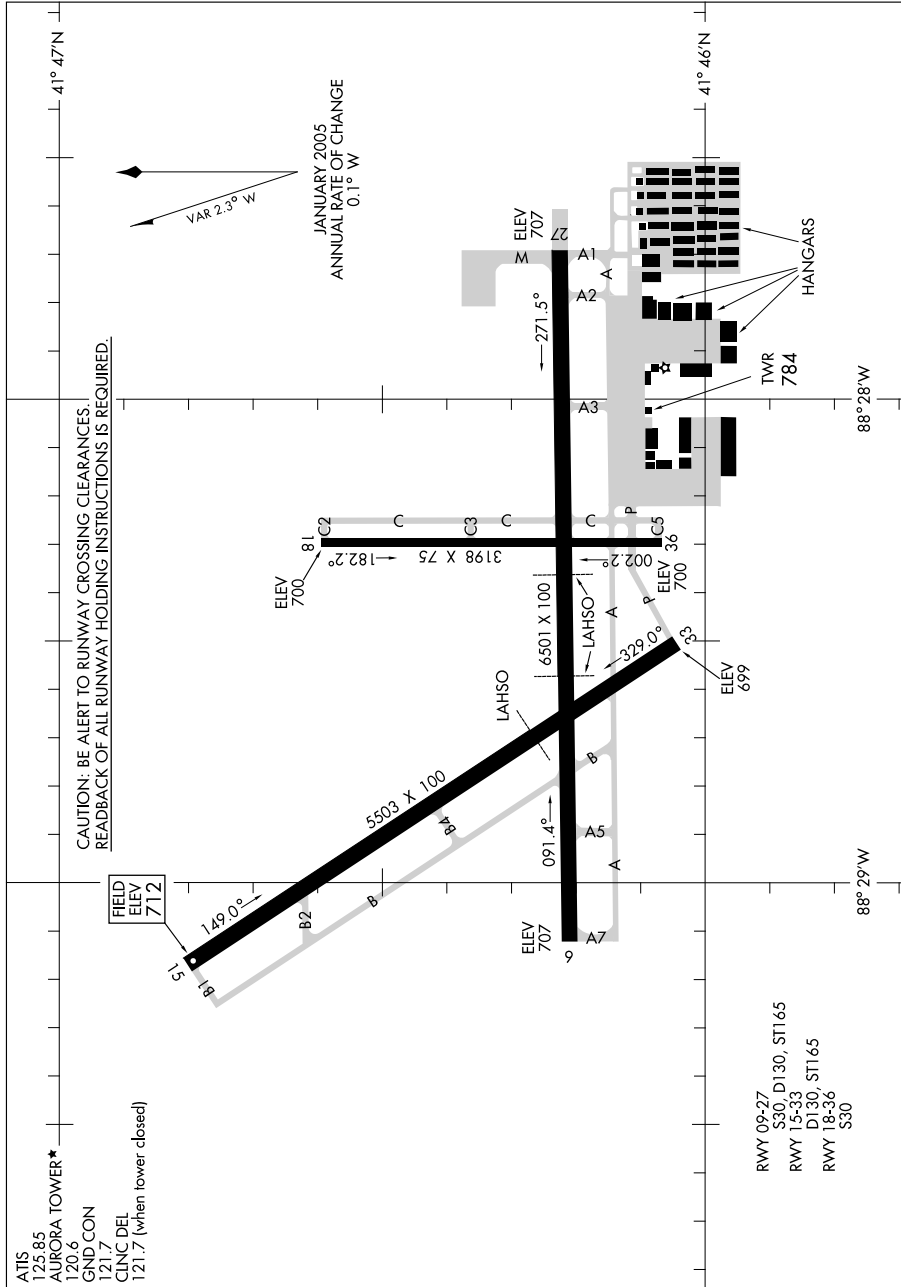 ATIS
125.85
AURORA TOWER★
120.6
GND CON
121.7
CLNC DEL
121.7 (when tower closed)
CAUTION: BE ALERT TO RUNWAY CROSSING CLEARANCES.
READBACK OF ALL RUNWAY HOLDING INSTRUCTIONS IS REQUIRED.
41° 47'N
VAR 2.3° W
JANUARY 2005
ANNUAL RATE OF CHANGE
0.1° W
FIELD
ELEV
712
15
149.0°
B1
B2
B
B4
5503 X 100
B
LAHSO
ELEV
700
18
C2
182.2°
C
C3
C
3198 X 75
C
002.2°
C5
36
ELEV
700
ELEV
707
9
091.4°
A7
A5
A
6501 X 100
LAHSO
A
329.0°
33
ELEV
699
P
P
A3
271.5°
A2
A
A1
W
27
ELEV
707
TWR
784
HANGARS
41° 46'N
88° 29'W
88° 28'W
RWY 09-27
S30, D130, ST165
RWY 15-33
D130, ST165
RWY 18-36
S30